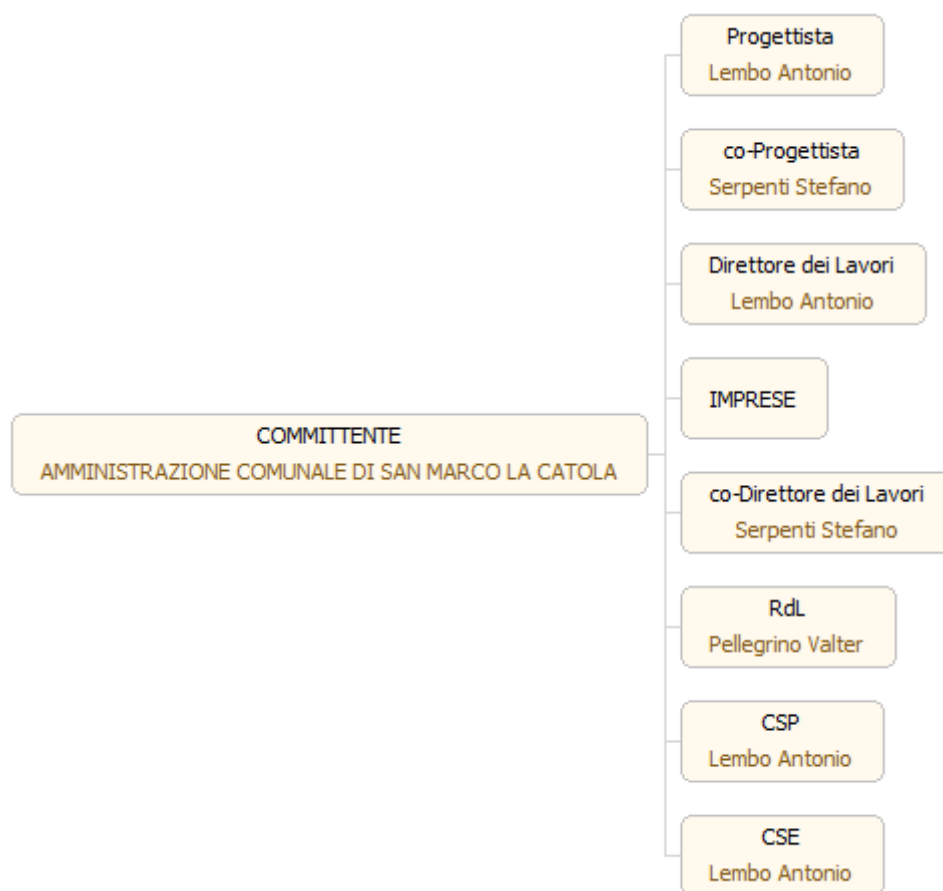 Progettista
Lembo Antonio
co-Progettista
Serpenti Stefano
Direttore dei Lavori
Lembo Antonio
IMPRESE
COMMITTENTE
AMMINISTRAZIONE COMUNALE DI SAN MARCO LA CATOLA
co-Direttore dei Lavori
Serpenti Stefano
RdL
Pellegrino Valter
CSP
Lembo Antonio
CSE
Lembo Antonio